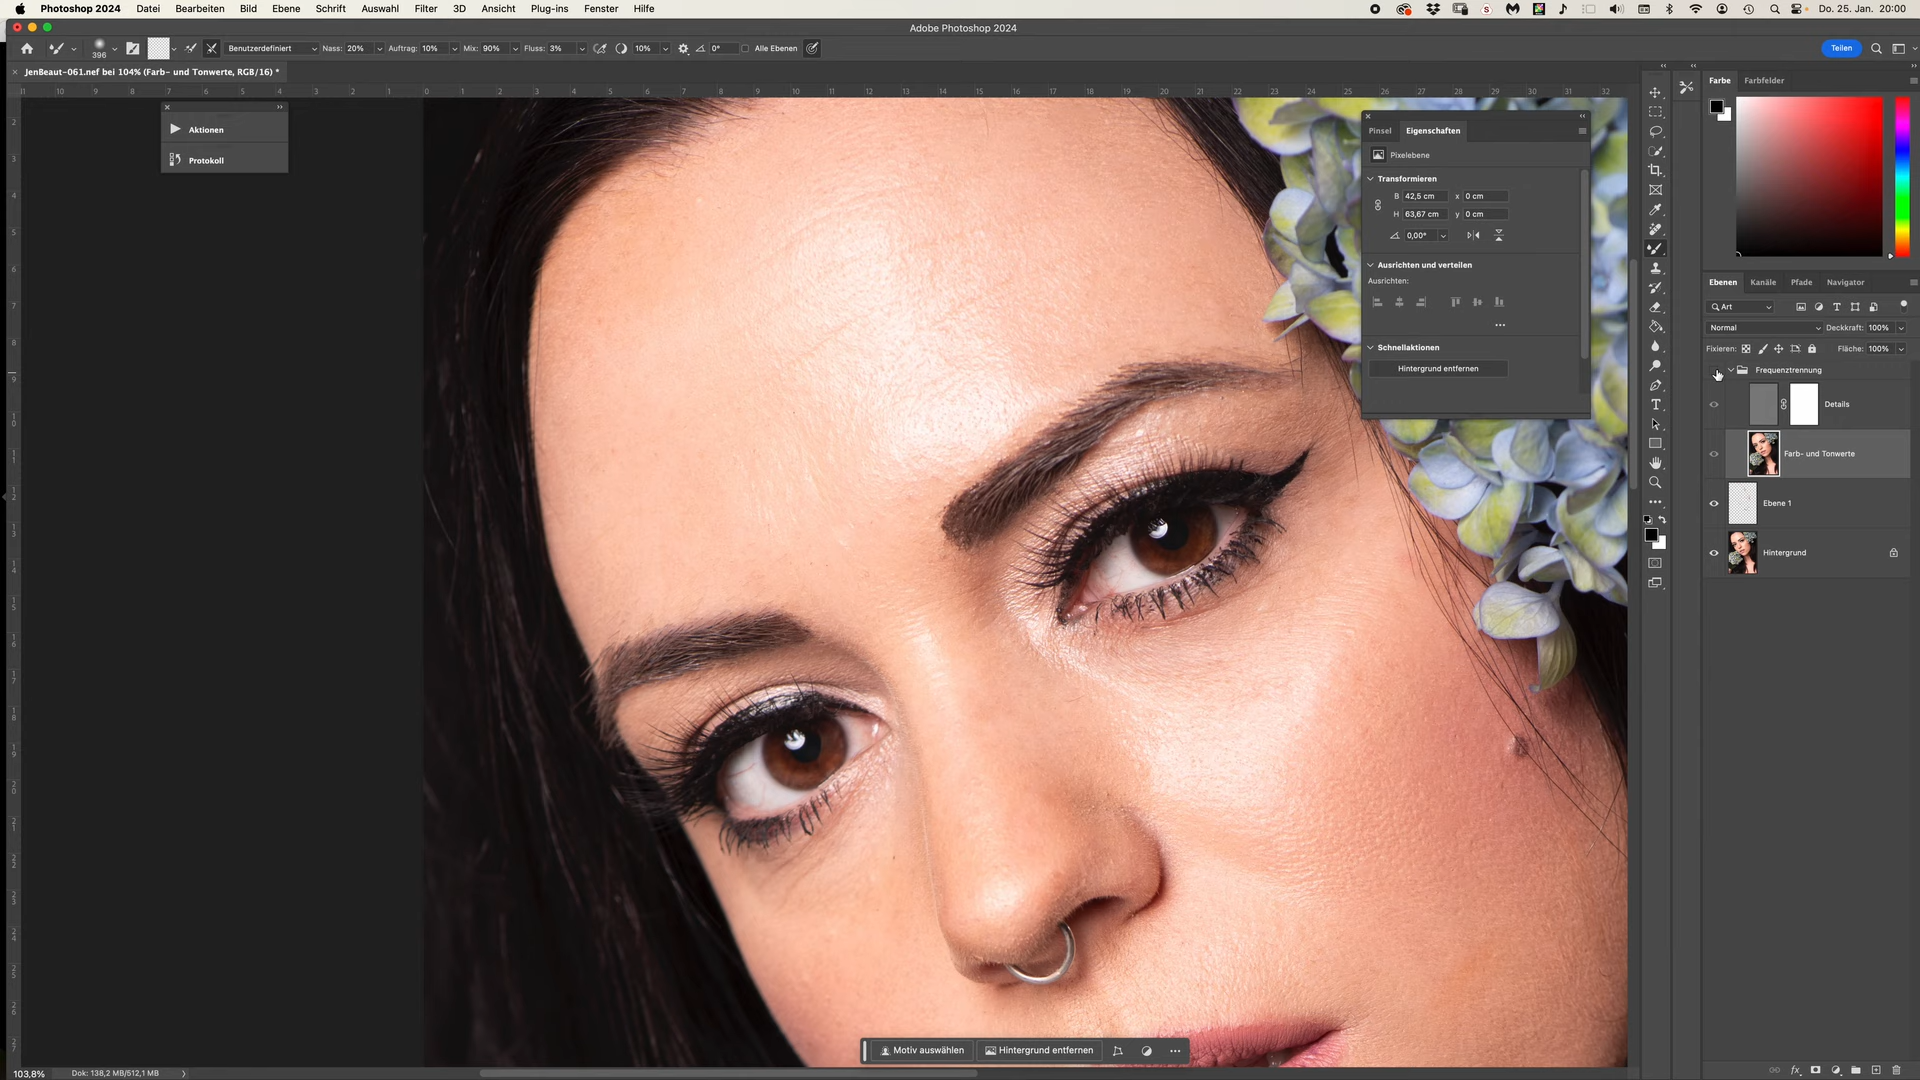 Photoshop 2024 Datei Bearbeiten Bild Ebene Schrift Auswahl Filter 3D Ansicht Plug-ins Fenster Hilfe Do. 25. Jan. 20:00
Adobe Photoshop 2024
396 Benutzerdefiniert Nass: 20% Auftrag: 10% Mix: 90% Fluss: 3% 10% 0° Alle Ebenen Teilen
JenBeaut-061.nef bei 104% (Farb- und Tonwerte, RGB/16) *
Farbe Farbfelder
Aktionen
Protokoll
Pinsel Eigenschaften
Pixelebene
Transformieren
B 42,5 cm x 0 cm
H 63,67 cm y 0 cm
0,00°
Ausrichten und verteilen
Ausrichten:
Schnellaktionen
Hintergrund entfernen
Ebenen Kanäle Pfade Navigator
Art
Normal Deckkraft: 100%
Fixieren: Fläche: 100%
Frequenztrennung
Details
Farb- und Tonwerte
Ebene 1
Hintergrund
Motiv auswählen Hintergrund entfernen
103,8% Dok: 138,2 MB/512,1 MB